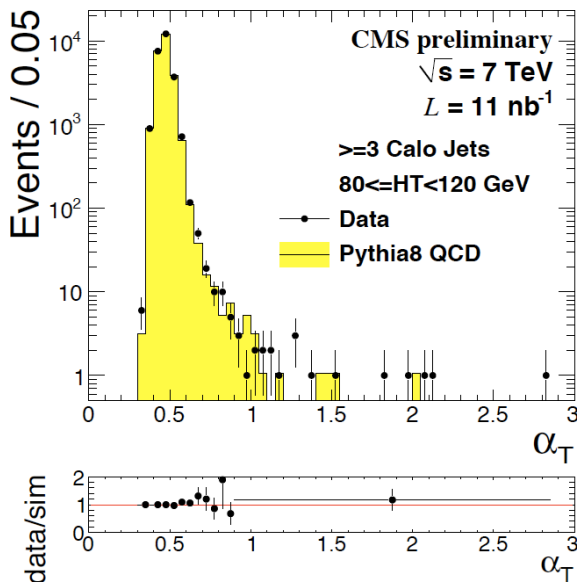 Events / 0.05
10⁴
10³
10²
10
1
CMS preliminary
√s = 7 TeV
L = 11 nb⁻¹
>=3 Calo Jets
80<=HT<120 GeV
Data
Pythia8 QCD
0 0.5 1 1.5 2 2.5 3
α_T
data/sim
2
1
0
0 0.5 1 1.5 2 2.5 3
α_T